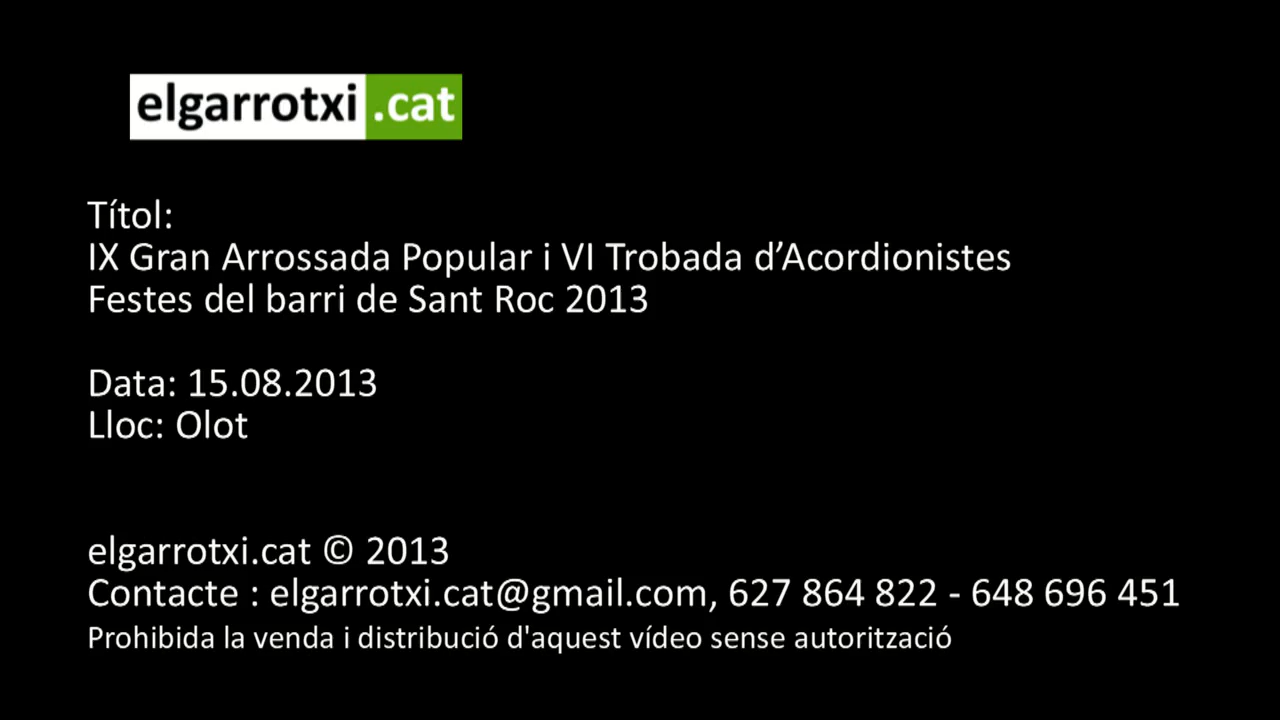 elgarrotxi.cat
Títol:
IX Gran Arrossada Popular i VI Trobada d’Acordionistes
Festes del barri de Sant Roc 2013
Data: 15.08.2013
Lloc: Olot
elgarrotxi.cat © 2013
Contacte : elgarrotxi.cat@gmail.com, 627 864 822 - 648 696 451
Prohibida la venda i distribució d'aquest vídeo sense autorització